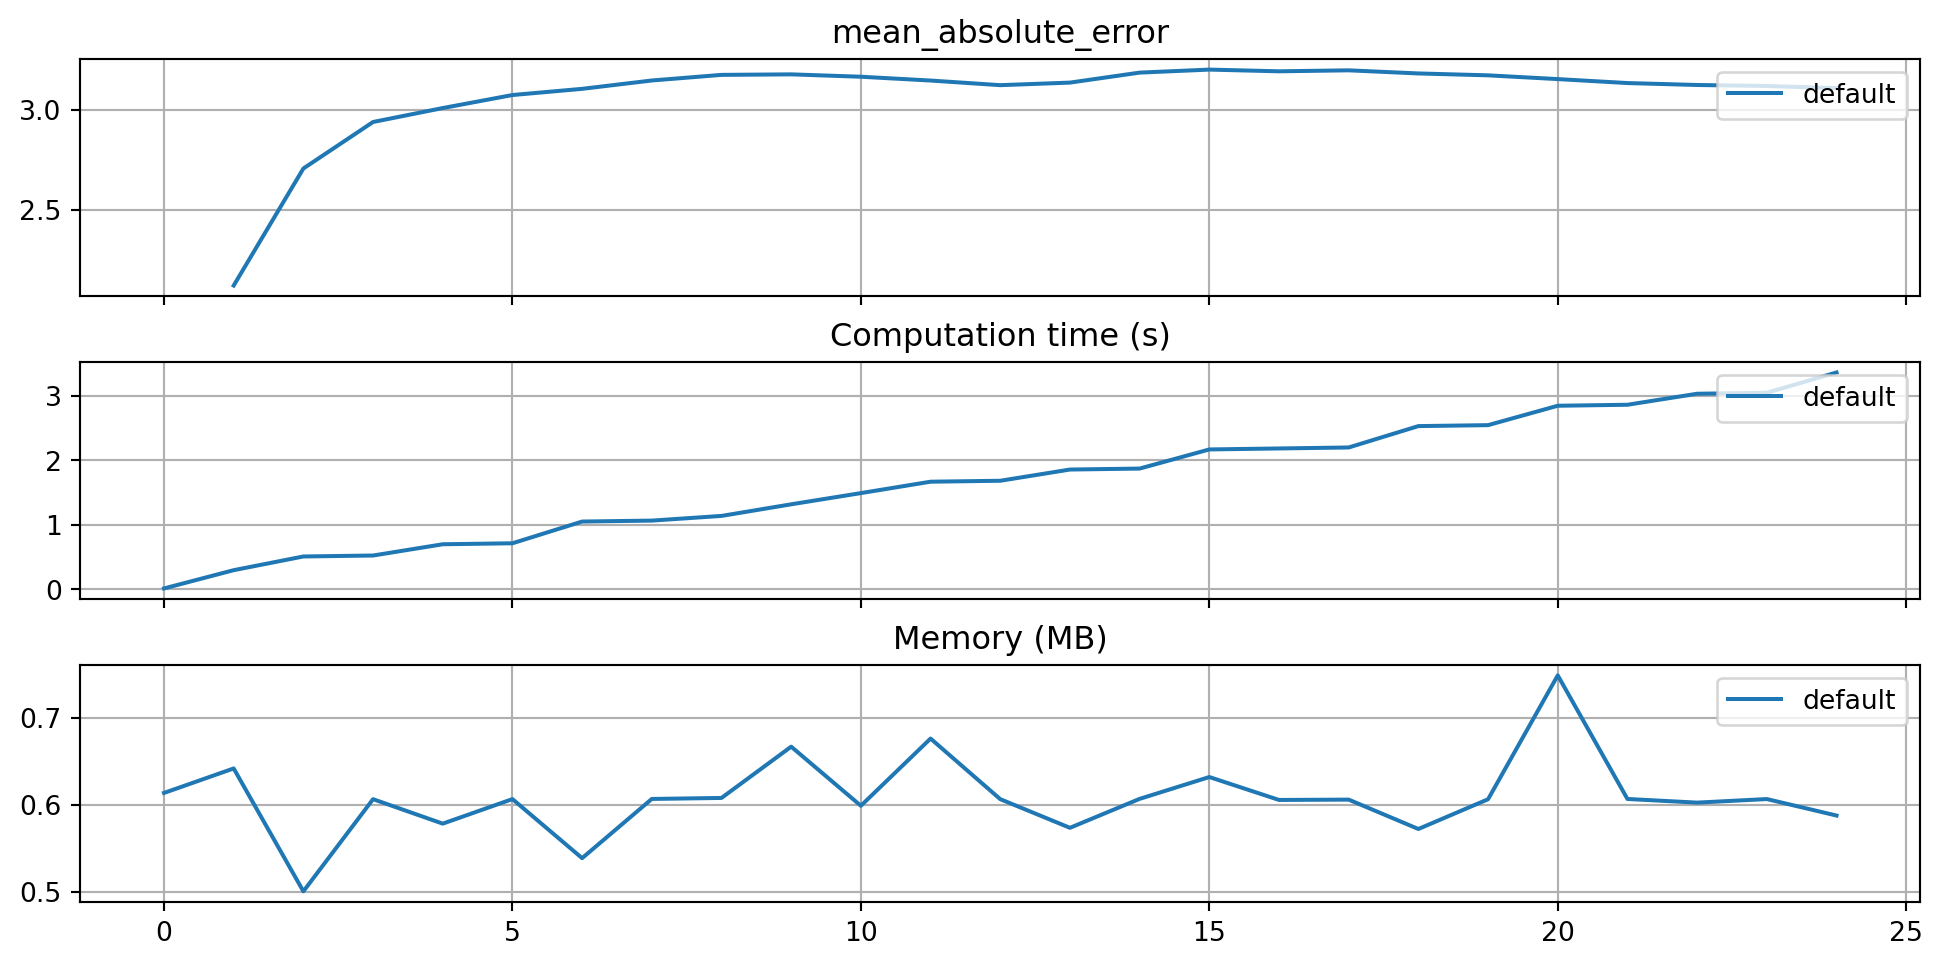 mean_absolute_error
3.0
2.5
default
Computation time (s)
3
2
1
0
default
Memory (MB)
0.7
0.6
0.5
default
0 5 10 15 20 25